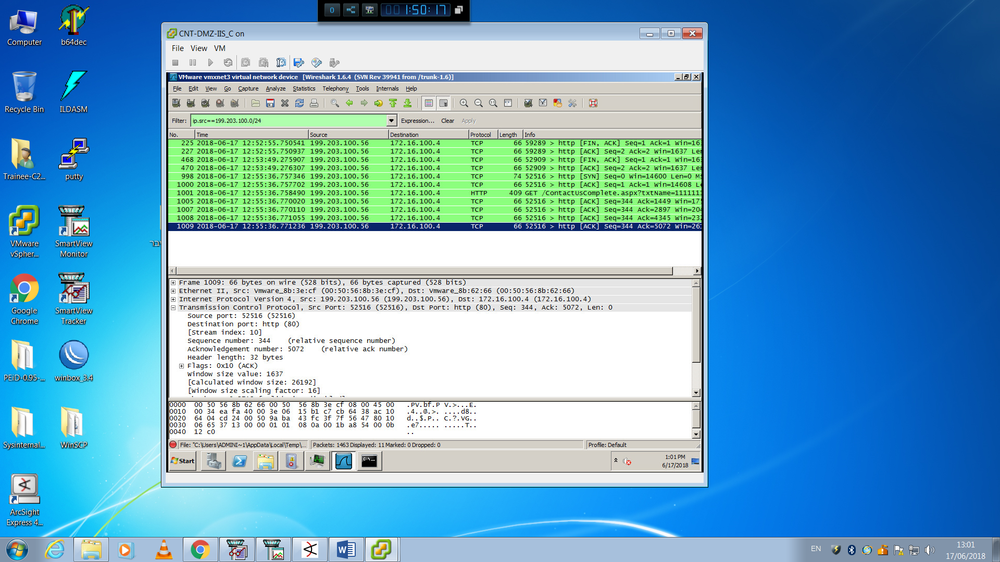 0 001:50:17
Computer
b64dec
Recycle Bin
ILDASM
Trainee-C2...
putty
VMware vSpher...
SmartView Monitor
Google Chrome
SmartView Tracker
PEiD-0.95-...
winbox_3.4
Sysinternal...
WinSCP
ArcSight Express 4...
יבר
CNT-DMZ-IIS_C on
File View VM
VMware vmxnet3 virtual network device [Wireshark 1.6.4 (SVN Rev 39941 from /trunk-1.6)]
File Edit View Go Capture Analyze Statistics Telephony Tools Internals Help
Filter: ip.src==199.203.100.0/24 Expression... Clear Apply
No. Time Source Destination Protocol Length Info
225 2018-06-17 12:52:55.750541 199.203.100.56 172.16.100.4 TCP 66 59289 > http [FIN, ACK] Seq=1 Ack=1 Win=163
227 2018-06-17 12:52:55.750937 199.203.100.56 172.16.100.4 TCP 66 59289 > http [ACK] Seq=2 Ack=2 Win=1637 Len
468 2018-06-17 12:53:49.275907 199.203.100.56 172.16.100.4 TCP 66 52909 > http [FIN, ACK] Seq=1 Ack=1 Win=163
470 2018-06-17 12:53:49.276307 199.203.100.56 172.16.100.4 TCP 66 52909 > http [ACK] Seq=2 Ack=2 Win=1637 Len
998 2018-06-17 12:55:36.757346 199.203.100.56 172.16.100.4 TCP 74 52516 > http [SYN] Seq=0 Win=14600 Len=0 MS
1000 2018-06-17 12:55:36.757702 199.203.100.56 172.16.100.4 TCP 66 52516 > http [ACK] Seq=1 Ack=1 Win=14608 Le
1001 2018-06-17 12:55:36.758490 199.203.100.56 172.16.100.4 HTTP 409 GET /ContactUsComplete.aspx?txtName=1111111
1005 2018-06-17 12:55:36.770020 199.203.100.56 172.16.100.4 TCP 66 52516 > http [ACK] Seq=344 Ack=1449 Win=175
1007 2018-06-17 12:55:36.770110 199.203.100.56 172.16.100.4 TCP 66 52516 > http [ACK] Seq=344 Ack=2897 Win=204
1008 2018-06-17 12:55:36.771055 199.203.100.56 172.16.100.4 TCP 66 52516 > http [ACK] Seq=344 Ack=4345 Win=232
1009 2018-06-17 12:55:36.771236 199.203.100.56 172.16.100.4 TCP 66 52516 > http [ACK] Seq=344 Ack=5072 Win=261
Frame 1009: 66 bytes on wire (528 bits), 66 bytes captured (528 bits)
Ethernet II, Src: Vmware_8b:3e:cf (00:50:56:8b:3e:cf), Dst: Vmware_8b:62:66 (00:50:56:8b:62:66)
Internet Protocol Version 4, Src: 199.203.100.56 (199.203.100.56), Dst: 172.16.100.4 (172.16.100.4)
Transmission Control Protocol, Src Port: 52516 (52516), Dst Port: http (80), Seq: 344, Ack: 5072, Len: 0
Source port: 52516 (52516)
Destination port: http (80)
[Stream index: 10]
Sequence number: 344 (relative sequence number)
Acknowledgement number: 5072 (relative ack number)
Header length: 32 bytes
Flags: 0x10 (ACK)
Window size value: 1637
[Calculated window size: 26192]
[Window size scaling factor: 16]
0000 00 50 56 8b 62 66 00 50 56 8b 3e cf 08 00 45 00 .PV.bf.P V.>...E.
0010 00 34 ea fa 40 00 3e 06 15 b1 c7 cb 64 38 ac 10 .4..@.>. ....d8..
0020 64 04 cd 24 00 50 9a ba 43 fc 3f 7f 56 47 80 10 d..$.P.. C.?.VG..
0030 06 65 37 13 00 00 01 01 08 0a 00 1b a8 54 00 0b .e7..... .....T..
0040 12 c0 ..
File: "C:\Users\ADMINI~1\AppData\Local\Temp\... Packets: 1463 Displayed: 11 Marked: 0 Dropped: 0 Profile: Default
Start
1:01 PM
6/17/2018
EN
13:01
17/06/2018